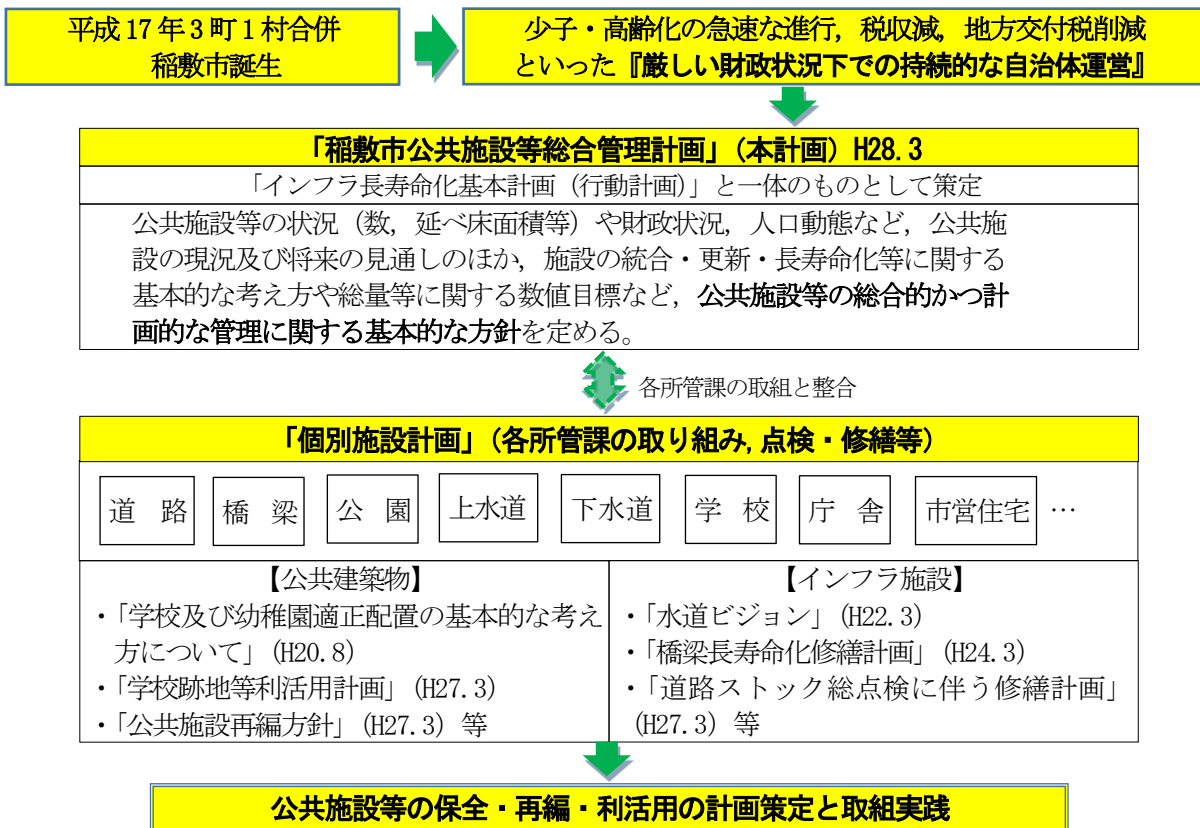 平成17年3町1村合併
稲敷市誕生
少子・高齢化の急速な進行，税収減，地方交付税削減
といった『厳しい財政状況下での持続的な自治体運営』
「稲敷市公共施設等総合管理計画」（本計画）H28.3
「インフラ長寿命化基本計画（行動計画）」と一体のものとして策定
公共施設等の状況（数，延べ床面積等）や財政状況，人口動態など，公共施
設の現況及び将来の見通しのほか，施設の統合・更新・長寿命化等に関する
基本的な考え方や総量等に関する数値目標など，公共施設等の総合的かつ計
画的な管理に関する基本的な方針を定める。
各所管課の取組と整合
「個別施設計画」（各所管課の取り組み，点検・修繕等）
道　路　橋　梁　公　園　上水道　下水道　学　校　庁　舎　市営住宅　…
【公共建築物】
・「学校及び幼稚園適正配置の基本的な考え
方について」（H20.8）
・「学校跡地等利活用計画」（H27.3）
・「公共施設再編方針」（H27.3）等
【インフラ施設】
・「水道ビジョン」（H22.3）
・「橋梁長寿命化修繕計画」（H24.3）
・「道路ストック総点検に伴う修繕計画」
（H27.3）等
公共施設等の保全・再編・利活用の計画策定と取組実践